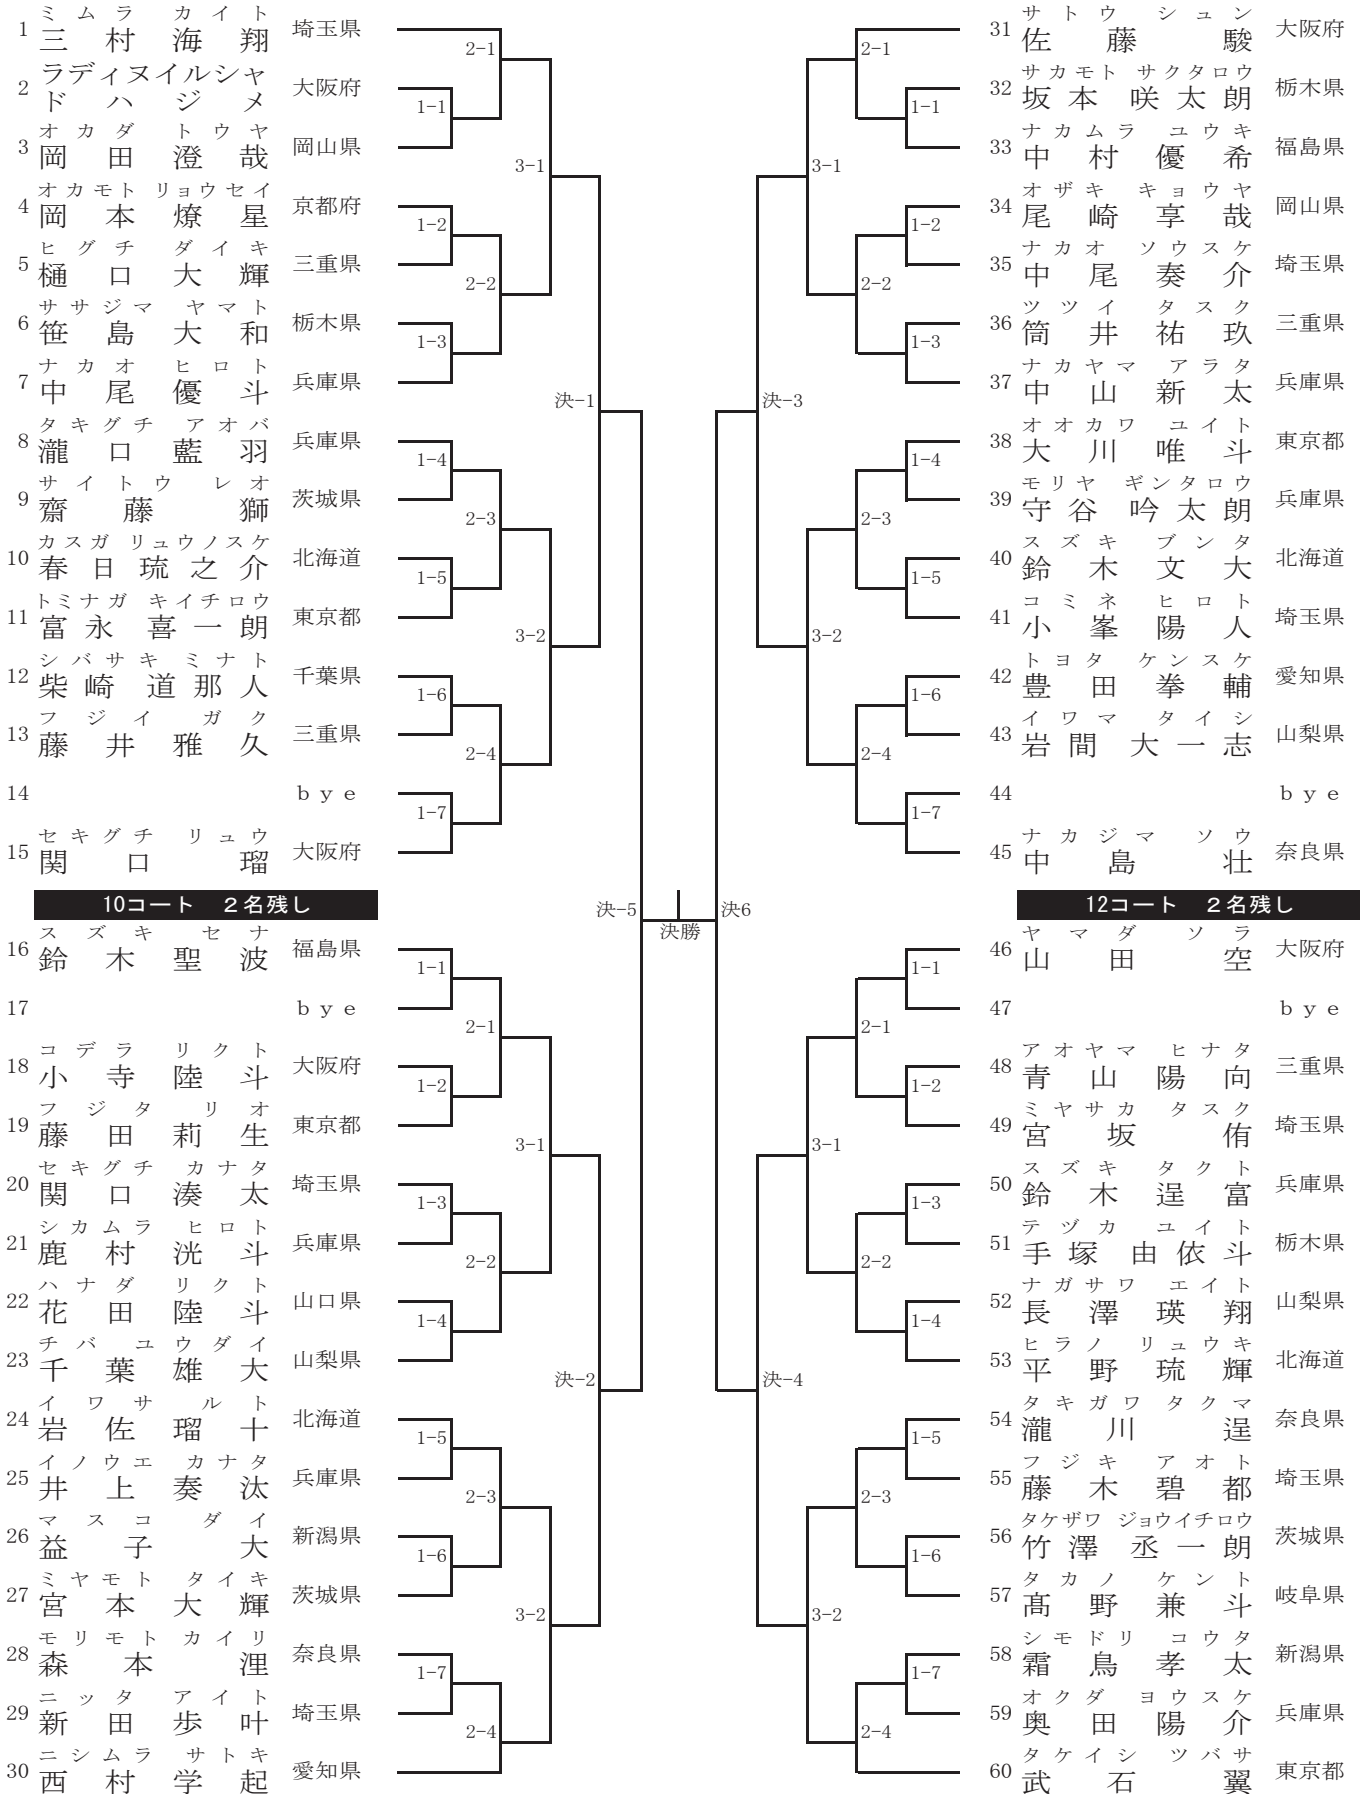 ミムラ カイト
1 三村海翔 埼玉県
2 ラディヌイルシャドハジメ 大阪府
オカダ トウヤ
3 岡田澄哉 岡山県
オカモト リョウセイ
4 岡本燎星 京都府
ヒグチ ダイキ
5 樋口大輝 三重県
ササジマ ヤマト
6 笹島大和 栃木県
ナカオ ヒロト
7 中尾優斗 兵庫県
タキグチ アオバ
8 瀧口藍羽 兵庫県
サイトウ レオ
9 齋藤獅 茨城県
カスガ リュウノスケ
10 春日琉之介 北海道
トミナガ キイチロウ
11 富永喜一朗 東京都
シバサキ ミナト
12 柴崎道那人 千葉県
フジイ ガク
13 藤井雅久 三重県
14 bye
セキグチ リュウ
15 関口瑠 大阪府
10コート 2名残し
スズキ セナ
16 鈴木聖波 福島県
17 bye
コデラ リクト
18 小寺陸斗 大阪府
フジタ リオ
19 藤田莉生 東京都
セキグチ カナタ
20 関口湊太 埼玉県
シカムラ ヒロト
21 鹿村洸斗 兵庫県
ハナダ リクト
22 花田陸斗 山口県
チバ ユウダイ
23 千葉雄大 山梨県
イワサ ルト
24 岩佐瑠十 北海道
イノウエ カナタ
25 井上奏汰 兵庫県
マスコ ダイ
26 益子大 新潟県
ミヤモト タイキ
27 宮本大輝 茨城県
モリモト カイリ
28 森本浬 奈良県
ニッタ アイト
29 新田歩叶 埼玉県
ニシムラ サトキ
30 西村学起 愛知県
2-1
1-1
3-1
1-2
2-2
1-3
決-1
1-4
2-3
1-5
3-2
1-6
2-4
1-7
決-5
1-1
2-1
1-2
3-1
1-3
2-2
1-4
決-2
1-5
2-3
1-6
3-2
1-7
2-4
決勝
2-1
1-1
3-1
1-2
2-2
1-3
決-3
1-4
2-3
1-5
3-2
1-6
2-4
1-7
決6
1-1
2-1
1-2
3-1
1-3
2-2
1-4
決-4
1-5
2-3
1-6
3-2
1-7
2-4
サトウ シュン
31 佐藤駿 大阪府
サカモト サクタロウ
32 坂本咲太朗 栃木県
ナカムラ ユウキ
33 中村優希 福島県
オザキ キョウヤ
34 尾崎享哉 岡山県
ナカオ ソウスケ
35 中尾奏介 埼玉県
ツツイ タスク
36 筒井祐玖 三重県
ナカヤマ アラタ
37 中山新太 兵庫県
オオカワ ユイト
38 大川唯斗 東京都
モリヤ ギンタロウ
39 守谷吟太朗 兵庫県
スズキ ブンタ
40 鈴木文大 北海道
コミネ ヒロト
41 小峯陽人 埼玉県
トヨタ ケンスケ
42 豊田拳輔 愛知県
イワマ タイシ
43 岩間大一志 山梨県
44 bye
ナカジマ ソウ
45 中島壮 奈良県
12コート 2名残し
ヤマダ ソラ
46 山田空 大阪府
47 bye
アオヤマ ヒナタ
48 青山陽向 三重県
ミヤサカ タスク
49 宮坂侑 埼玉県
スズキ タクト
50 鈴木逞富 兵庫県
テヅカ ユイト
51 手塚由依斗 栃木県
ナガサワ エイト
52 長澤瑛翔 山梨県
ヒラノ リュウキ
53 平野琉輝 北海道
タキガワ タクマ
54 瀧川逞 奈良県
フジキ アオト
55 藤木碧都 埼玉県
タケザワ ジョウイチロウ
56 竹澤丞一朗 茨城県
タカノ ケント
57 髙野兼斗 岐阜県
シモドリ コウタ
58 霜鳥孝太 新潟県
オクダ ヨウスケ
59 奥田陽介 兵庫県
タケイシ ツバサ
60 武石翼 東京都